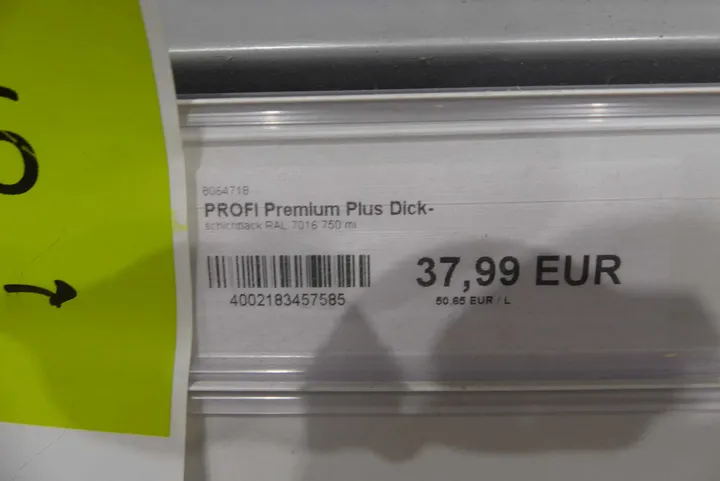 8064718
PROFI Premium Plus Dick-
schichtlack RAL 7016 750 ml
4002183457585
37,99 EUR
50.65 EUR / L